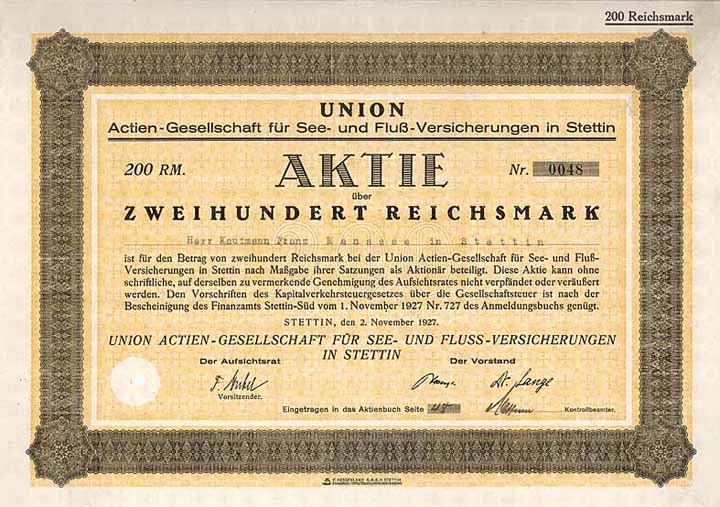 200 Reichsmark
UNION
Actien-Gesellschaft für See- und Fluß-Versicherungen in Stettin
200 RM. AKTIE Nr. 0048
über
ZWEIHUNDERT REICHSMARK
Herr Kaufmann Franz Manasse in Stettin
ist für den Betrag von zweihundert Reichsmark bei der Union Actien-Gesellschaft für See- und Fluß-
Versicherungen in Stettin nach Maßgabe ihrer Satzungen als Aktionär beteiligt. Diese Aktie kann ohne
schriftliche, auf derselben zu vermerkende Genehmigung des Aufsichtsrates nicht verpfändet oder veräußert
werden. Den Vorschriften des Kapitalverkehrsteuergesetzes über die Gesellschaftsteuer ist nach der
Bescheinigung des Finanzamts Stettin-Süd vom 1. November 1927 Nr. 727 des Anmeldungsbuchs genügt.
STETTIN, den 2. November 1927.
UNION ACTIEN-GESELLSCHAFT FÜR SEE- UND FLUSS-VERSICHERUNGEN
IN STETTIN
Der Aufsichtsrat Der Vorstand
Vorsitzender.
Eingetragen in das Aktienbuch Seite 48 Kontrollbeamter.
F. HESSENLAND G.M.B.H. STETTIN